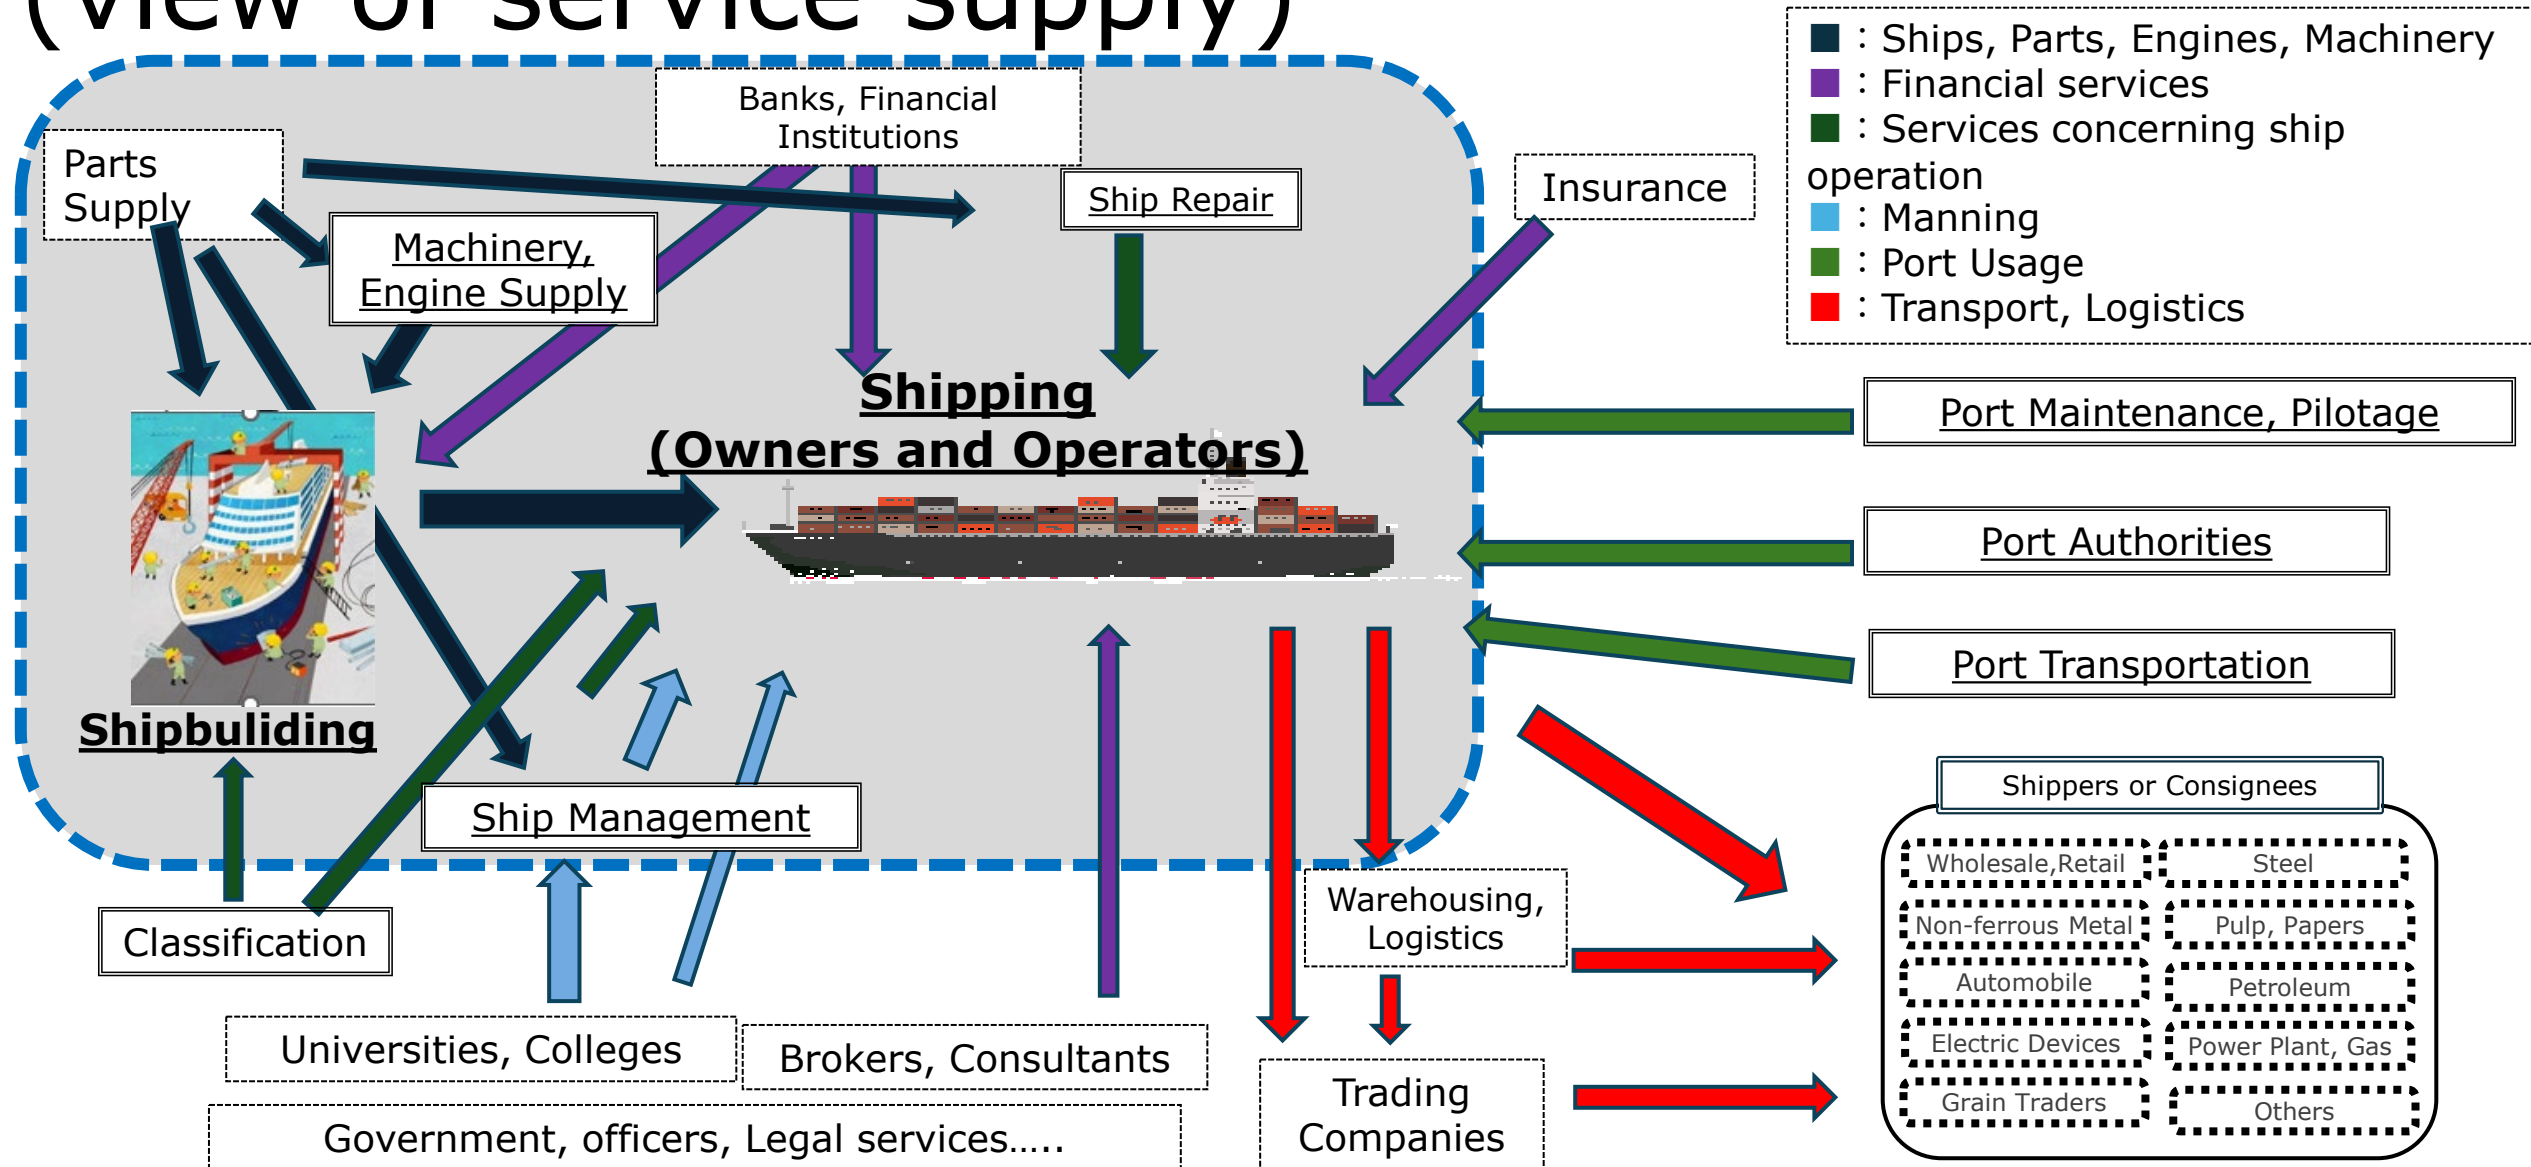 (view of service supply)
■：Ships, Parts, Engines, Machinery
■：Financial services
■：Services concerning ship
operation
■：Manning
■：Port Usage
■：Transport, Logistics
Banks, Financial
Institutions
Parts
Supply
Ship Repair
Insurance
Machinery,
Engine Supply
Shipping
(Owners and Operators)
Port Maintenance, Pilotage
Port Authorities
Port Transportation
Shipbuliding
Ship Management
Shippers or Consignees
Wholesale,Retail
Steel
Non-ferrous Metal
Pulp, Papers
Automobile
Petroleum
Electric Devices
Power Plant, Gas
Grain Traders
Others
Warehousing,
Logistics
Classification
Universities, Colleges
Brokers, Consultants
Trading
Companies
Government, officers, Legal services…..